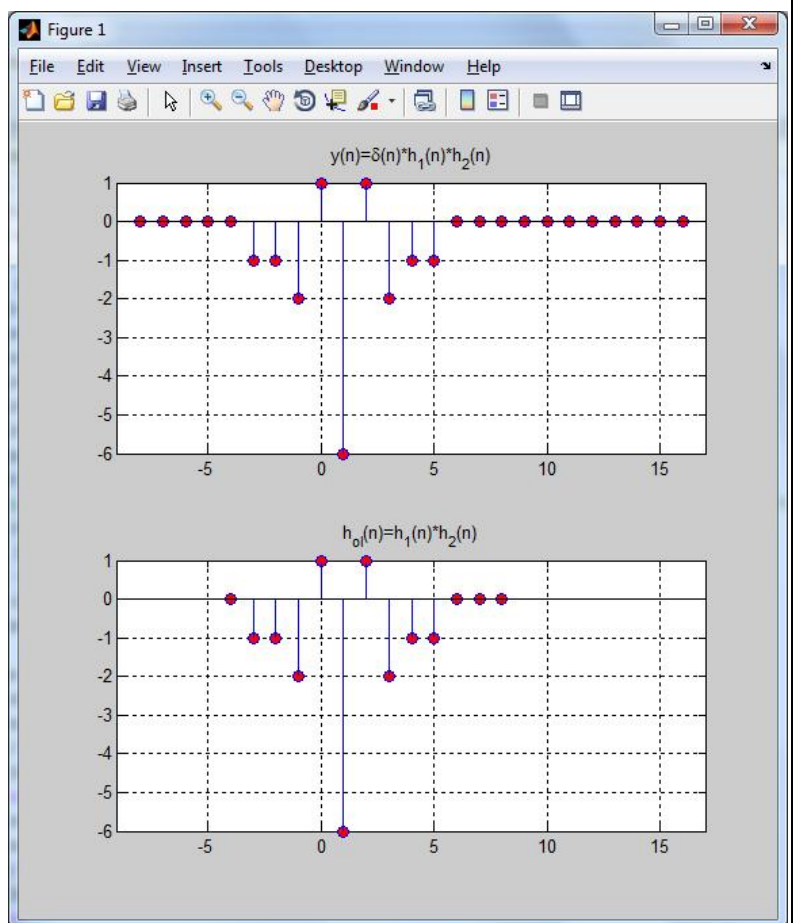 Figure 1
File Edit View Insert Tools Desktop Window Help
y(n)=δ(n)*h₁(n)*h₂(n)
1
0
-1
-2
-3
-4
-5
-6
-5 0 5 10 15
hₒₗ(n)=h₁(n)*h₂(n)
1
0
-1
-2
-3
-4
-5
-6
-5 0 5 10 15